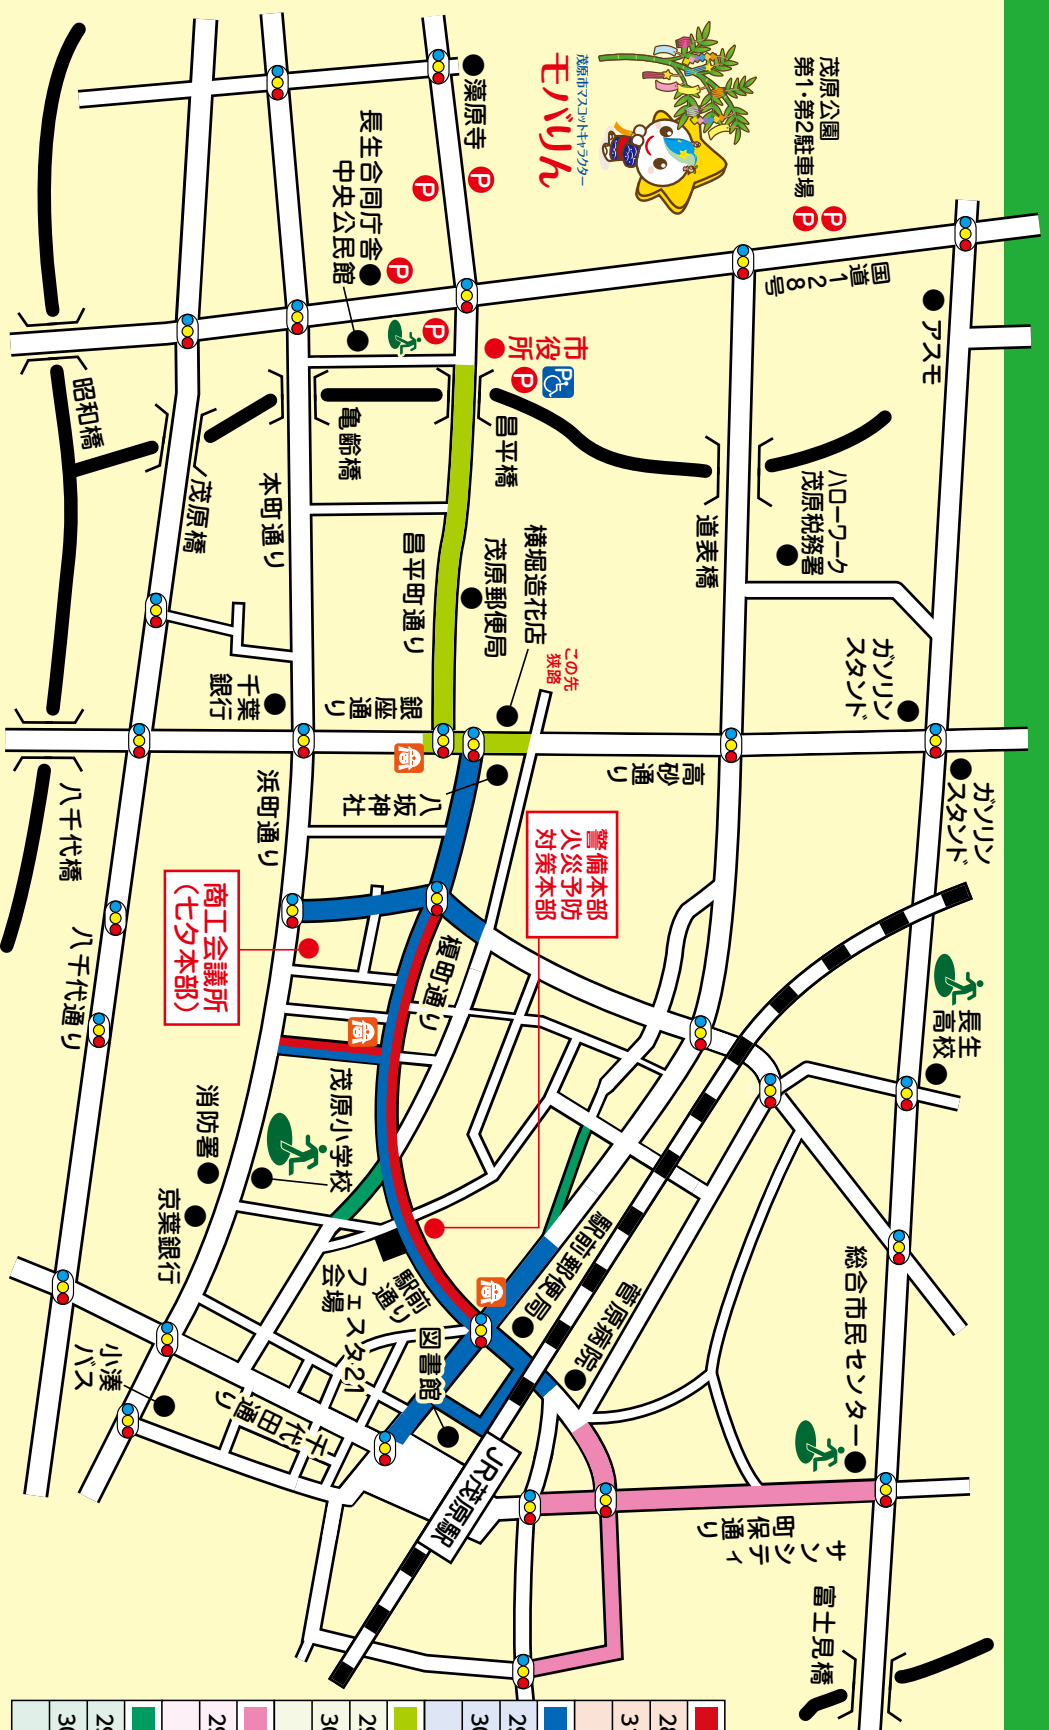 茂原公園
第1・第2駐車場
P
P
茂原市マスコットキャラクター
モバりん
藻原寺
P
P
長生合同庁舎
中央公民館
P
P
国道128号
アスモ
市役所
P
P
昭和橋
茂原橋
本町通り
亀齢橋
昌平橋
昌平町通り
茂原郵便局
横堀造花店
この先
狭路
道表橋
ハローワーク
茂原税務署
ガソリン
スタンド
ガソリン
スタンド
千葉
銀行
銀座通り
高砂通り
八坂神社
浜町通り
八千代橋
八千代通り
商工会議所
(七夕本部)
警備本部
火災予防
対策本部
榎町通り
長生
高校
茂原小学校
消防署
京葉銀行
駅前
通り
フェスタ21
会場
図書館
駅前郵便局
菅原病院
総合市民センター
小湊
バス
千代田通り
JR茂原駅
サンシティ
町保通り
富士見橋
28
31
29
30
29
30
29
29
30